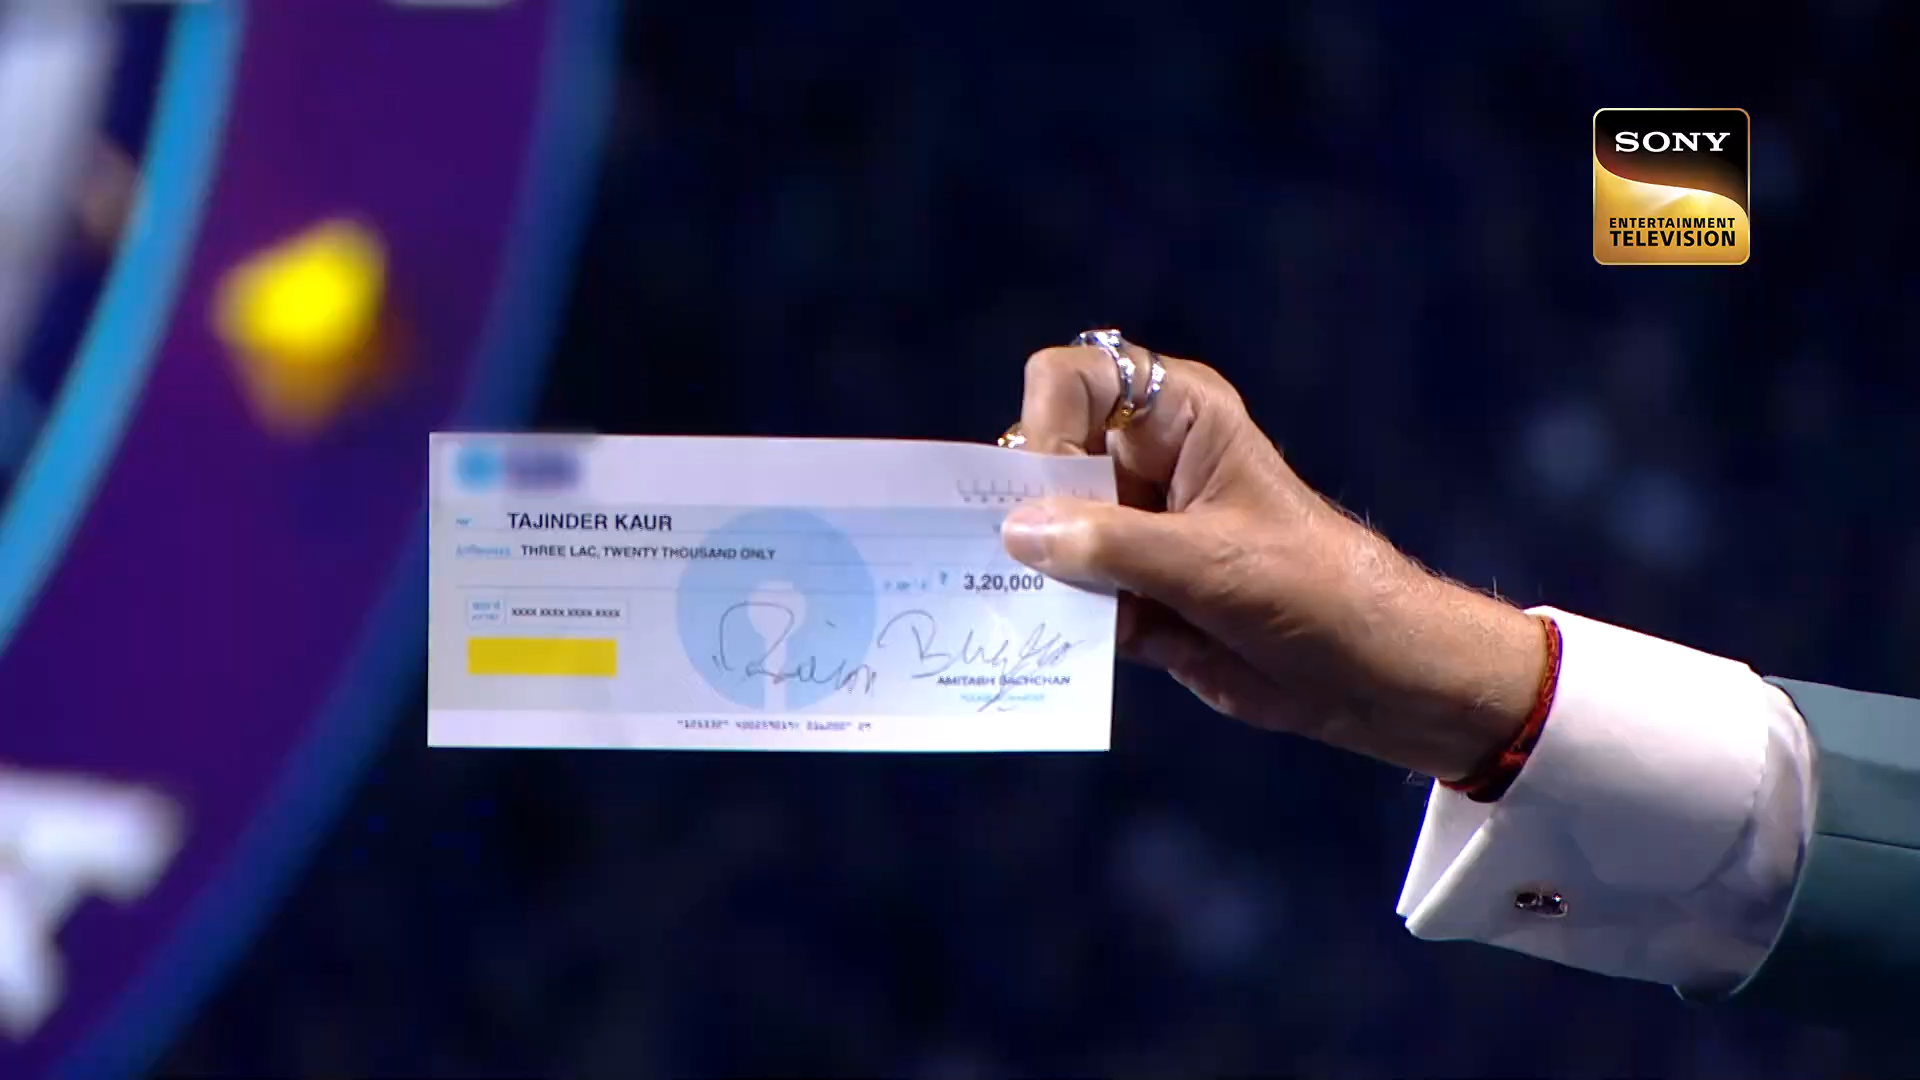 SONY
ENTERTAINMENT
TELEVISION
TAJINDER KAUR
THREE LAC, TWENTY THOUSAND ONLY
₹ 3,20,000
XXXX XXXX XXXX XXXX
AMITABH BACHCHAN